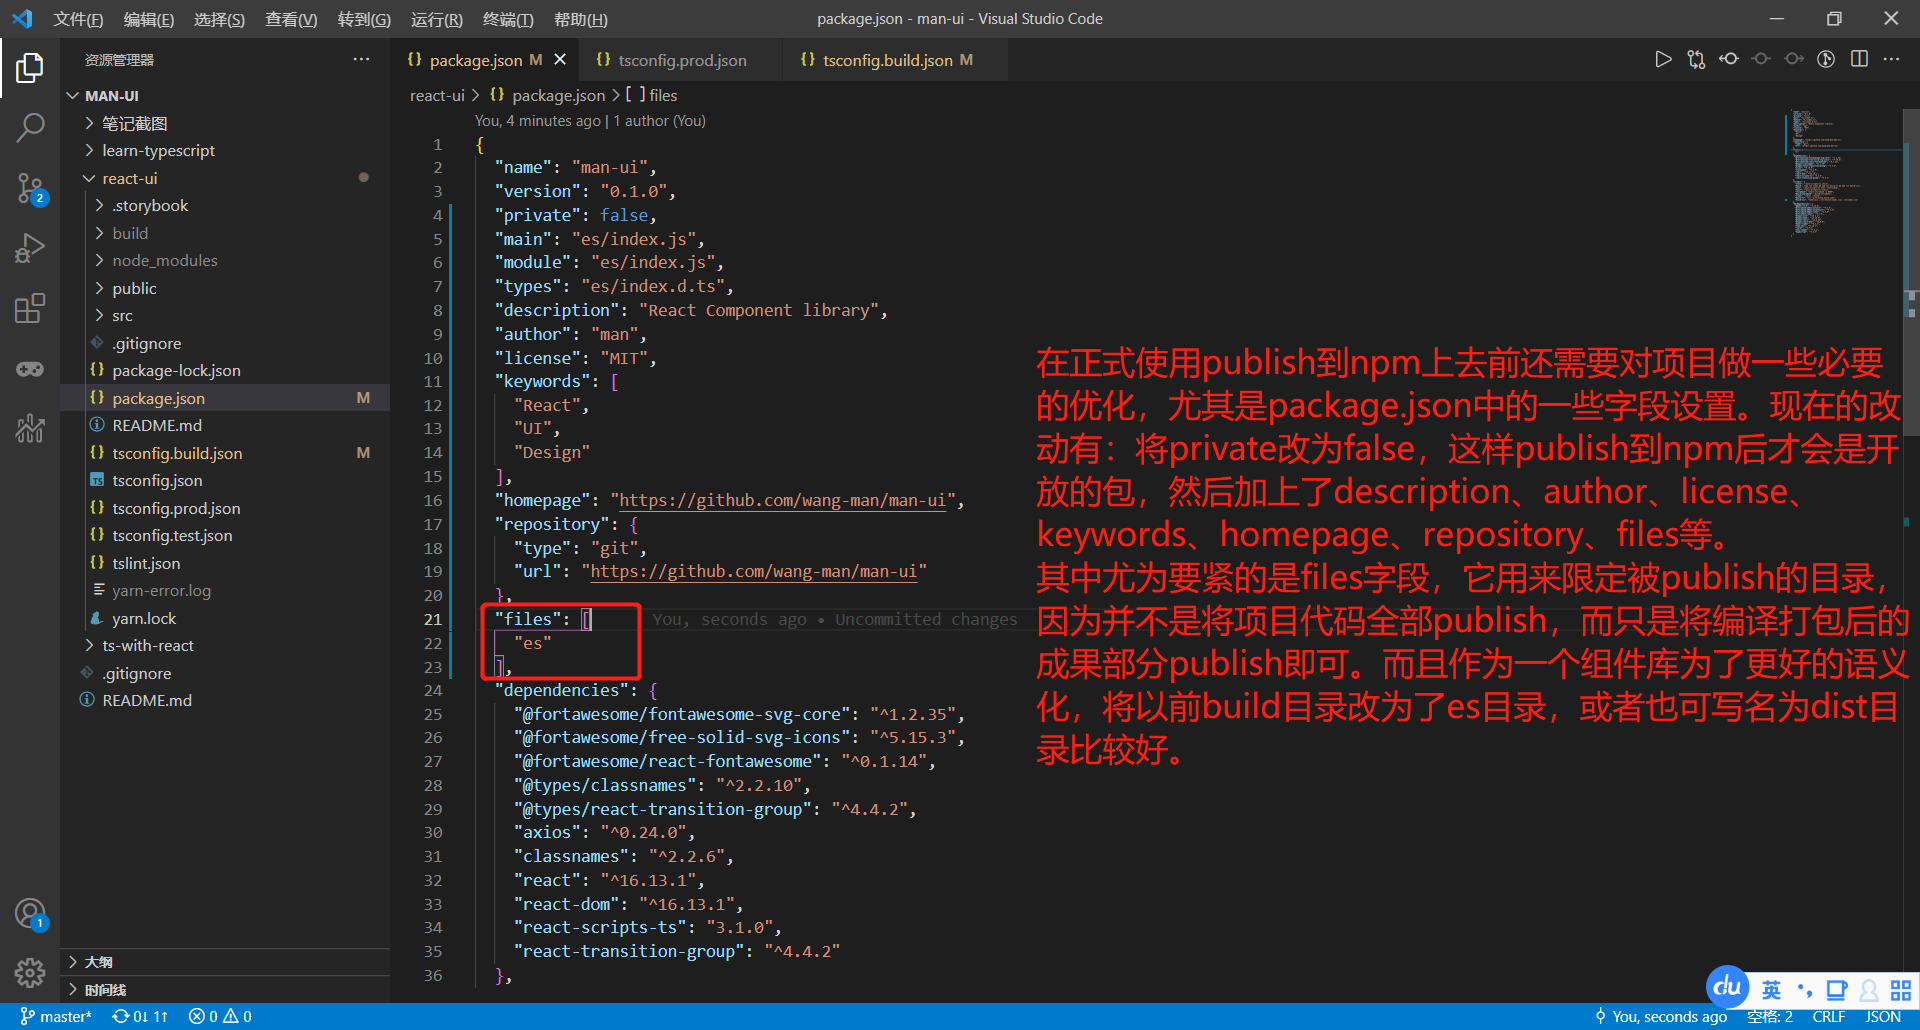 文件(F) 编辑(E) 选择(S) 查看(V) 转到(G) 运行(R) 终端(T) 帮助(H)
package.json - man-ui - Visual Studio Code
资源管理器
MAN-UI
笔记截图
learn-typescript
react-ui
.storybook
build
node_modules
public
src
.gitignore
package-lock.json
package.json M
README.md
tsconfig.build.json M
tsconfig.json
tsconfig.prod.json
tsconfig.test.json
tslint.json
yarn-error.log
yarn.lock
ts-with-react
.gitignore
README.md
大纲
时间线
2
1
package.json M
tsconfig.prod.json
tsconfig.build.json M
react-ui > {} package.json > [ ] files
You, 4 minutes ago | 1 author (You)
1 {
2 "name": "man-ui",
3 "version": "0.1.0",
4 "private": false,
5 "main": "es/index.js",
6 "module": "es/index.js",
7 "types": "es/index.d.ts",
8 "description": "React Component library",
9 "author": "man",
10 "license": "MIT",
11 "keywords": [
12 "React",
13 "UI",
14 "Design"
15 ],
16 "homepage": "https://github.com/wang-man/man-ui",
17 "repository": {
18 "type": "git",
19 "url": "https://github.com/wang-man/man-ui"
20 },
21 "files": [ You, seconds ago • Uncommitted changes
22 "es"
23 ],
24 "dependencies": {
25 "@fortawesome/fontawesome-svg-core": "^1.2.35",
26 "@fortawesome/free-solid-svg-icons": "^5.15.3",
27 "@fortawesome/react-fontawesome": "^0.1.14",
28 "@types/classnames": "^2.2.10",
29 "@types/react-transition-group": "^4.4.2",
30 "axios": "^0.24.0",
31 "classnames": "^2.2.6",
32 "react": "^16.13.1",
33 "react-dom": "^16.13.1",
34 "react-scripts-ts": "3.1.0",
35 "react-transition-group": "^4.4.2"
36 },
在正式使用publish到npm上去前还需要对项目做一些必要
的优化，尤其是package.json中的一些字段设置。现在的改
动有：将private改为false，这样publish到npm后才会是开
放的包，然后加上了description、author、license、
keywords、homepage、repository、files等。
其中尤为要紧的是files字段，它用来限定被publish的目录，
因为并不是将项目代码全部publish，而只是将编译打包后的
成果部分publish即可。而且作为一个组件库为了更好的语义
化，将以前build目录改为了es目录，或者也可写名为dist目
录比较好。
du 英
master* 0↓ 1↑ 0 0
You, seconds ago 空格: 2 CRLF JSON